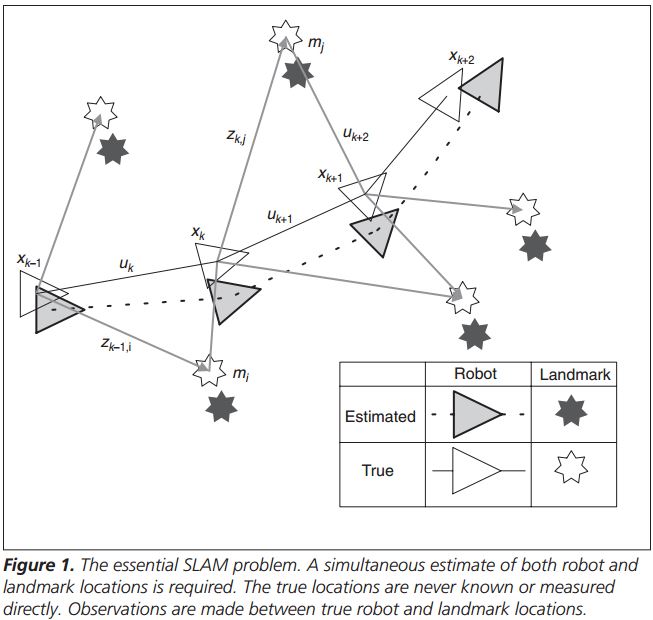 m_j
x_{k+2}
z_{k,j}
u_{k+2}
x_{k+1}
u_{k+1}
x_k
x_{k–1}
u_k
z_{k–1,i}
m_i
Robot Landmark
Estimated
True
Figure 1. The essential SLAM problem. A simultaneous estimate of both robot and
landmark locations is required. The true locations are never known or measured
directly. Observations are made between true robot and landmark locations.